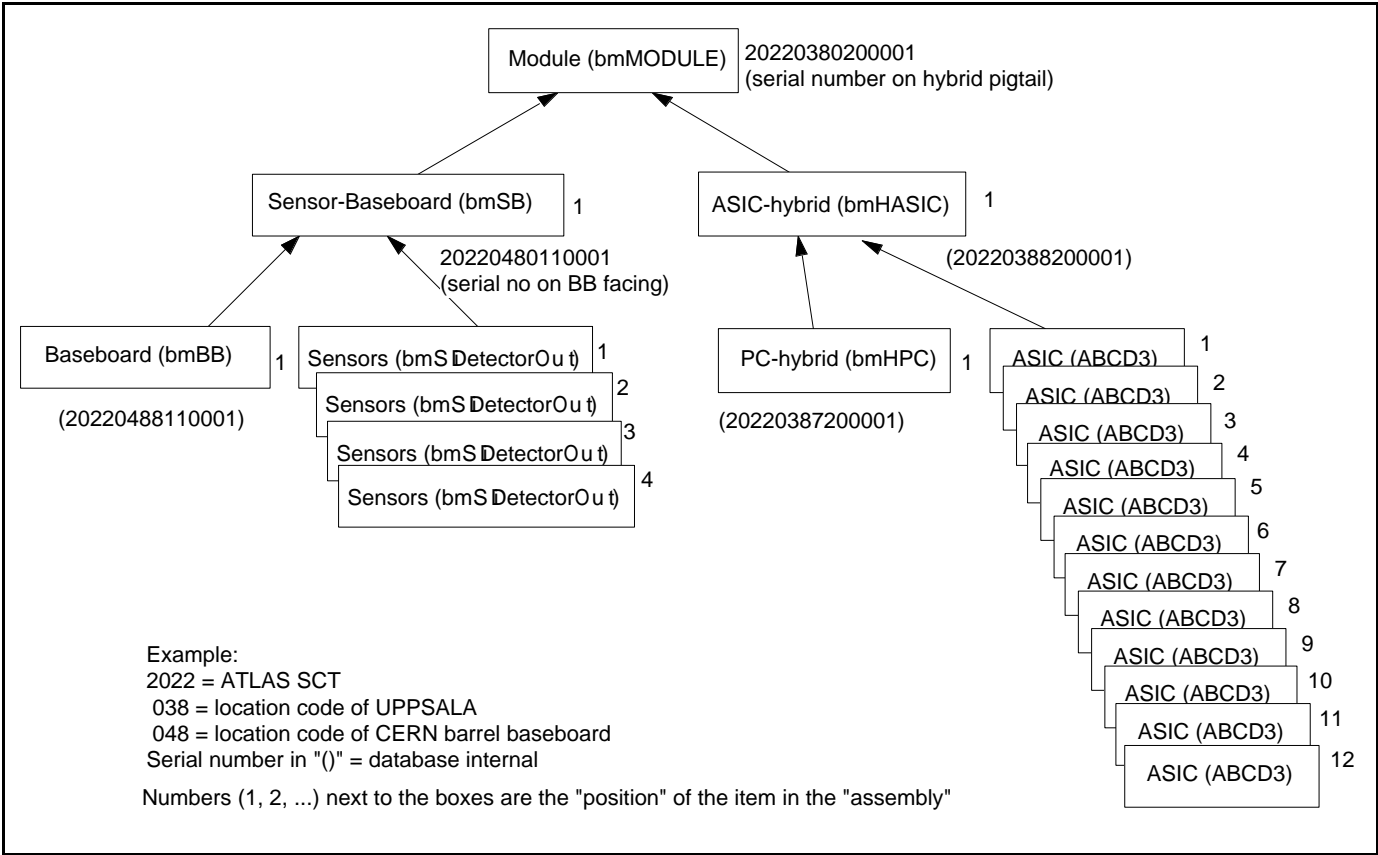 Module (bmMODULE)
20220380200001
(serial number on hybrid pigtail)
Sensor-Baseboard (bmSB)
1
ASIC-hybrid (bmHASIC)
1
20220480110001
(serial no on BB facing)
(20220388200001)
Baseboard (bmBB)
1
(20220488110001)
Sensors (bmSDetectorOut)
1
Sensors (bmSDetectorOut)
2
Sensors (bmSDetectorOut)
3
Sensors (bmSDetectorOut)
4
PC-hybrid (bmHPC)
1
(20220387200001)
ASIC (ABCD3)
1
ASIC (ABCD3)
2
ASIC (ABCD3)
3
ASIC (ABCD3)
4
ASIC (ABCD3)
5
ASIC (ABCD3)
6
ASIC (ABCD3)
7
ASIC (ABCD3)
8
ASIC (ABCD3)
9
ASIC (ABCD3)
10
ASIC (ABCD3)
11
ASIC (ABCD3)
12
Example:
2022 = ATLAS SCT
038 = location code of UPPSALA
048 = location code of CERN barrel baseboard
Serial number in "()" = database internal
Numbers (1, 2, ...) next to the boxes are the "position" of the item in the "assembly"